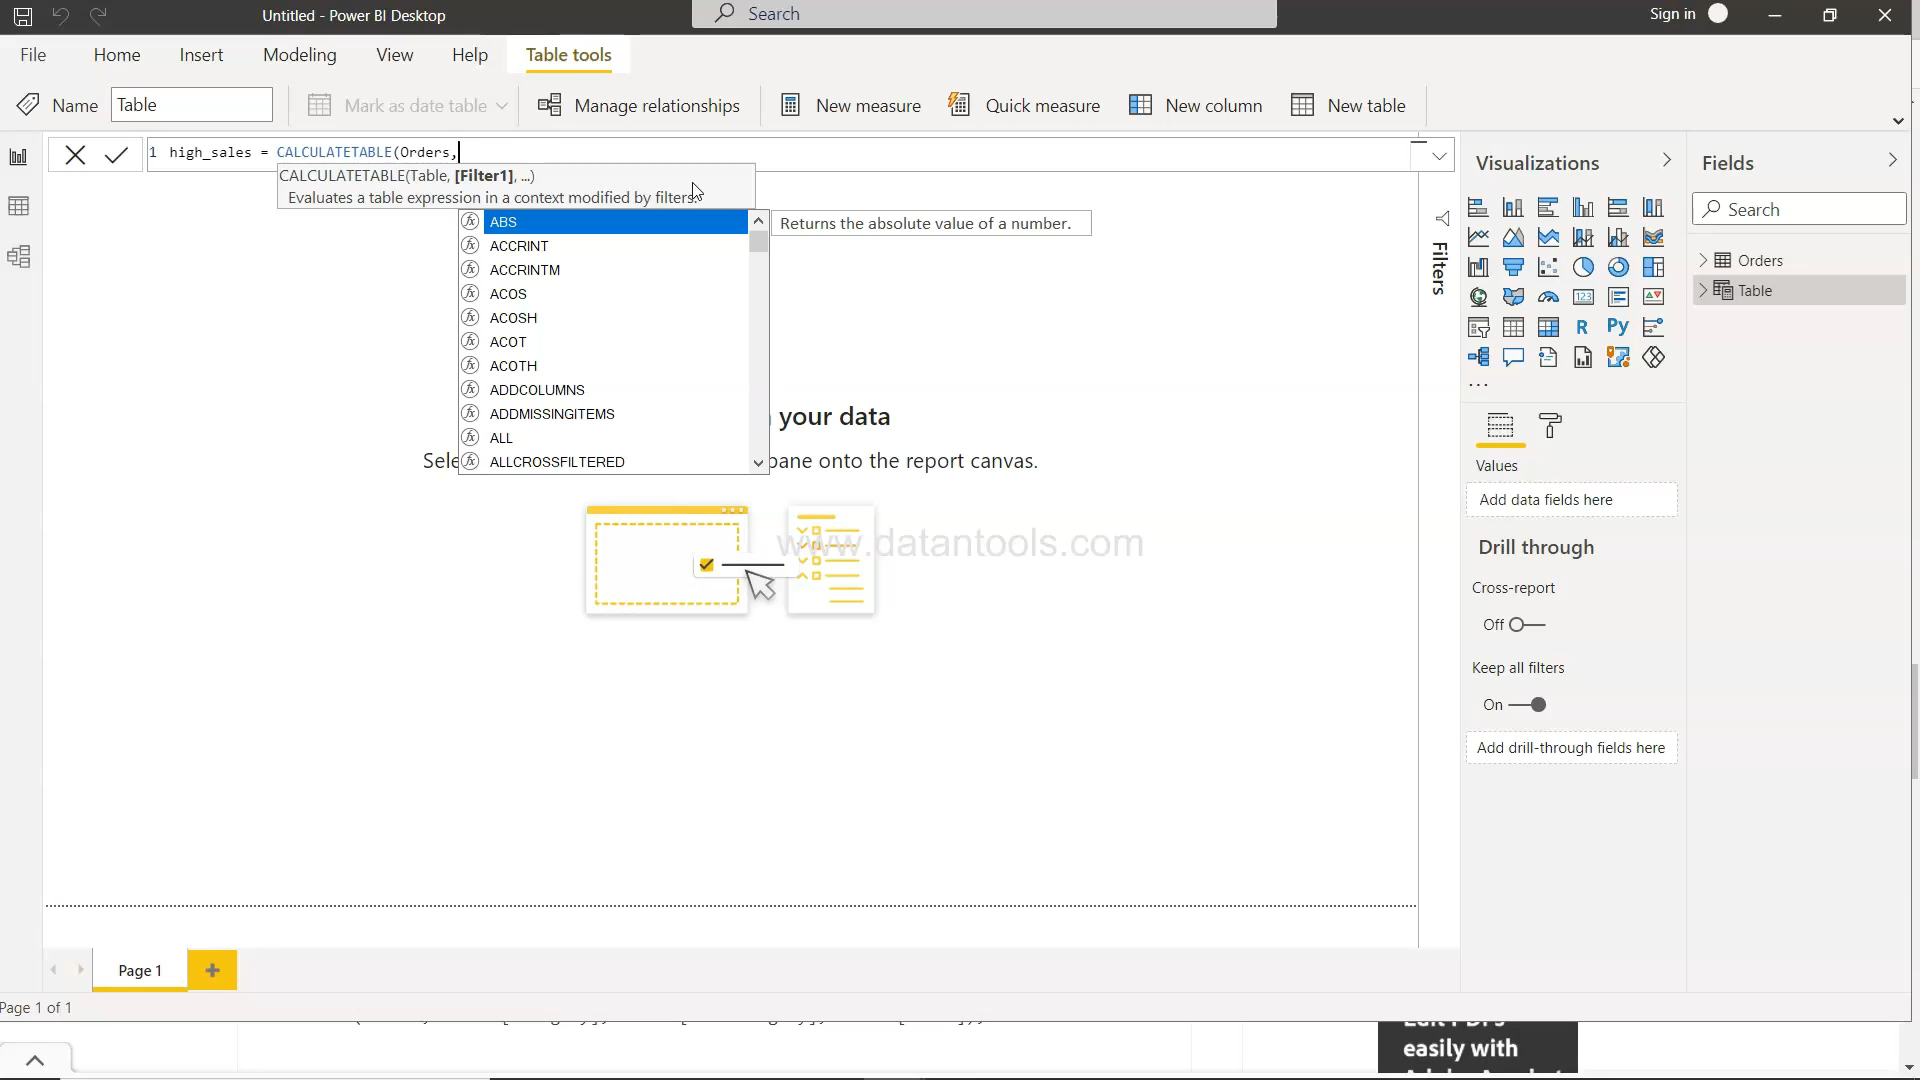 Untitled - Power BI Desktop
Search
Sign in
File Home Insert Modeling View Help Table tools
Name Table Mark as date table Manage relationships New measure Quick measure New column New table
1 high_sales = CALCULATETABLE(Orders,
CALCULATETABLE(Table, [Filter1], ...)
Evaluates a table expression in a context modified by filters.
ABS
Returns the absolute value of a number.
ACCRINT
ACCRINTM
ACOS
ACOSH
ACOT
ACOTH
ADDCOLUMNS
ADDMISSINGITEMS
ALL
ALLCROSSFILTERED
your data
Sele
pane onto the report canvas.
www.datantools.com
Filters
Visualizations
123
R Py
...
Values
Add data fields here
Drill through
Cross-report
Off
Keep all filters
On
Add drill-through fields here
Fields
Search
Orders
Table
Page 1
Page 1 of 1
easily with